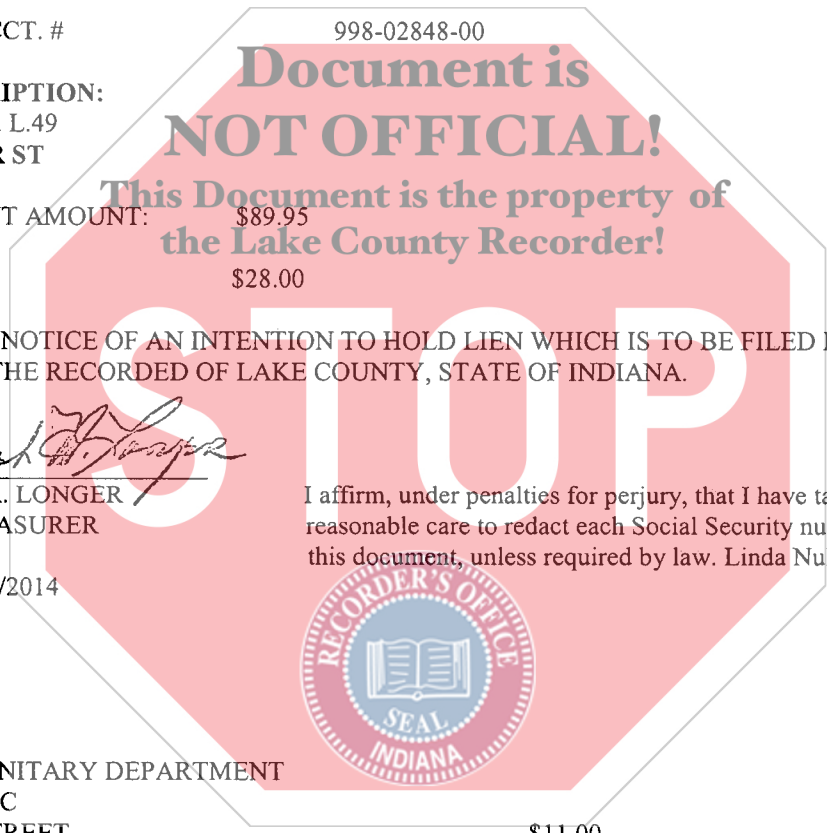 CCT. # 998-02848-00
Document is
IPTION:
L.49
NOT OFFICIAL!
R ST
This Document is the property of
T AMOUNT: $89.95
the Lake County Recorder!
$28.00
STOP
NOTICE OF AN INTENTION TO HOLD LIEN WHICH IS TO BE FILED
THE RECORDED OF LAKE COUNTY, STATE OF INDIANA.
. LONGER
I affirm, under penalties for perjury, that I have ta
ASURER
reasonable care to redact each Social Security nu
this document, unless required by law. Linda Nu
/2014
RECORDER'S OFFICE
SEAL
INDIANA
NITARY DEPARTMENT
C
TREET $11.00